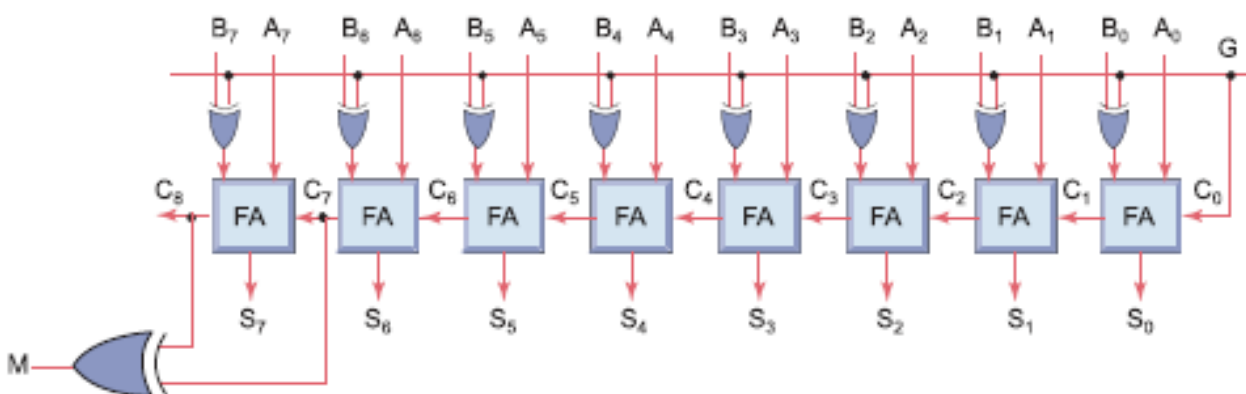 B₇ A₇ B₆ A₆ B₅ A₅ B₄ A₄ B₃ A₃ B₂ A₂ B₁ A₁ B₀ A₀ G
C₈ C₇ C₆ C₅ C₄ C₃ C₂ C₁ C₀
FA FA FA FA FA FA FA FA
S₇ S₆ S₅ S₄ S₃ S₂ S₁ S₀
M